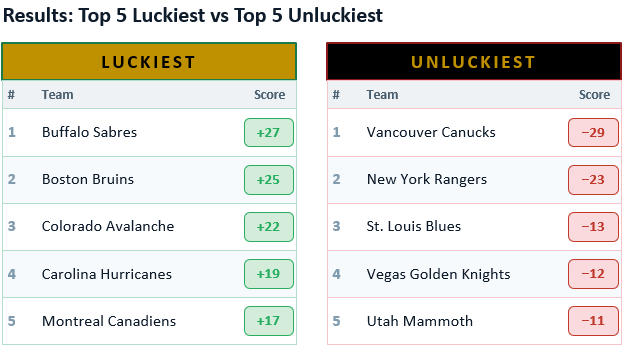 Results: Top 5 Luckiest vs Top 5 Unluckiest
LUCKIEST
# Team Score
1 Buffalo Sabres +27
2 Boston Bruins +25
3 Colorado Avalanche +22
4 Carolina Hurricanes +19
5 Montreal Canadiens +17
UNLUCKIEST
# Team Score
1 Vancouver Canucks −29
2 New York Rangers −23
3 St. Louis Blues −13
4 Vegas Golden Knights −12
5 Utah Mammoth −11